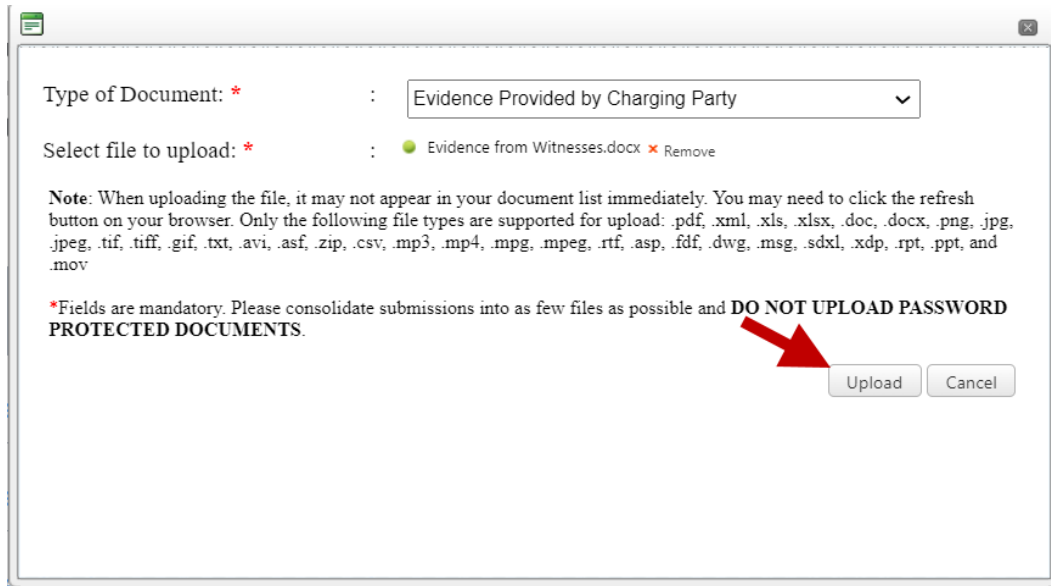 Type of Document: * : Evidence Provided by Charging Party
Select file to upload: * : Evidence from Witnesses.docx × Remove
Note: When uploading the file, it may not appear in your document list immediately. You may need to click the refresh
button on your browser. Only the following file types are supported for upload: .pdf, .xml, .xls, .xlsx, .doc, .docx, .png, .jpg,
.jpeg, .tif, .tiff, .gif, .txt, .avi, .asf, .zip, .csv, .mp3, .mp4, .mpg, .mpeg, .rtf, .asp, .fdf, .dwg, .msg, .sdxl, .xdp, .rpt, .ppt, and
.mov
*Fields are mandatory. Please consolidate submissions into as few files as possible and DO NOT UPLOAD PASSWORD
PROTECTED DOCUMENTS.
Upload Cancel